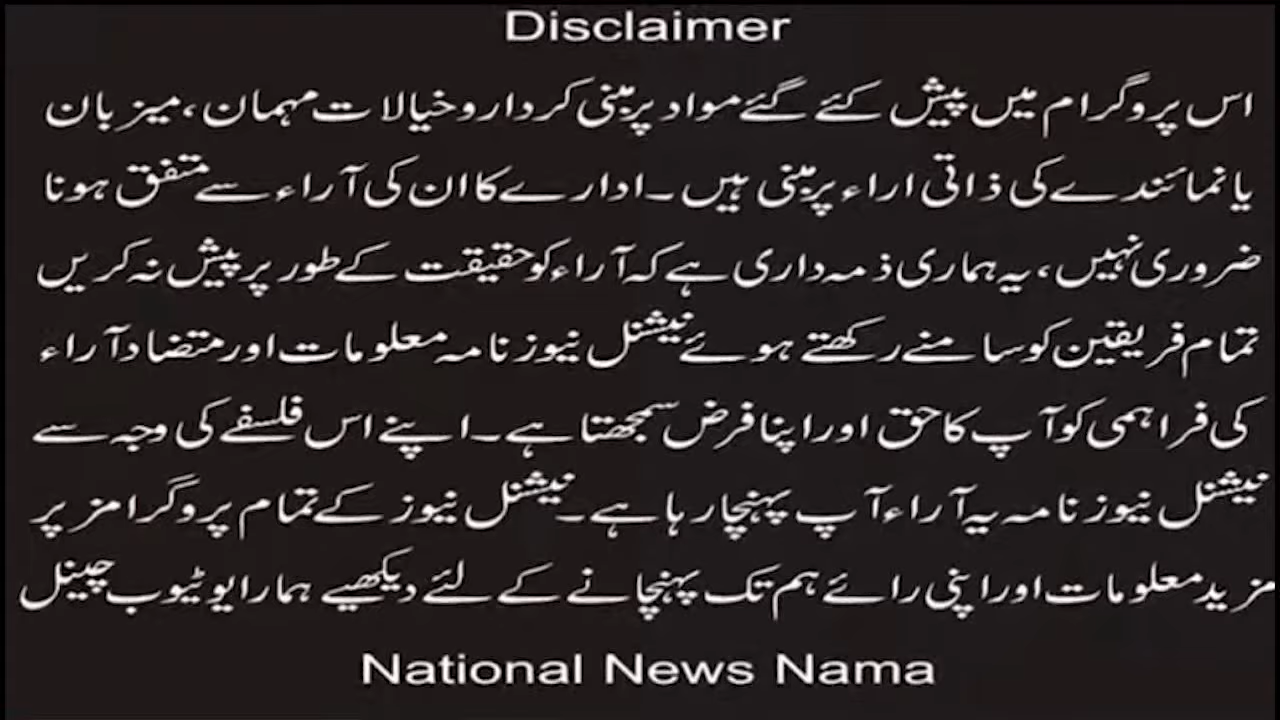 Disclaimer
اس پروگرام میں پیش کئے گئے مواد پر مبنی کردار و خیالات مہمان، میزبان
یا نمائندے کی ذاتی اراء پر مبنی ہیں۔ ادارے کا ان کی آراء سے متفق ہونا
ضروری نہیں، یہ ہماری ذمہ داری ہے کہ آراء کو حقیقت کے طور پر پیش نہ کریں
تمام فریقین کو سامنے رکھتے ہوئے نیشنل نیوز نامہ معلومات اور متضاد آراء
کی فراہمی کو آپ کا حق اور اپنا فرض سمجھتا ہے۔ اپنے اس فلسفے کی وجہ سے
نیشنل نیوز نامہ یہ آراء آپ پہنچا رہا ہے۔ نیشنل نیوز کے تمام پروگرامز پر
مزید معلومات اور اپنی رائے ہم تک پہنچانے کے لئے دیکھیے ہمارا یوٹیوب چینل
National News Nama